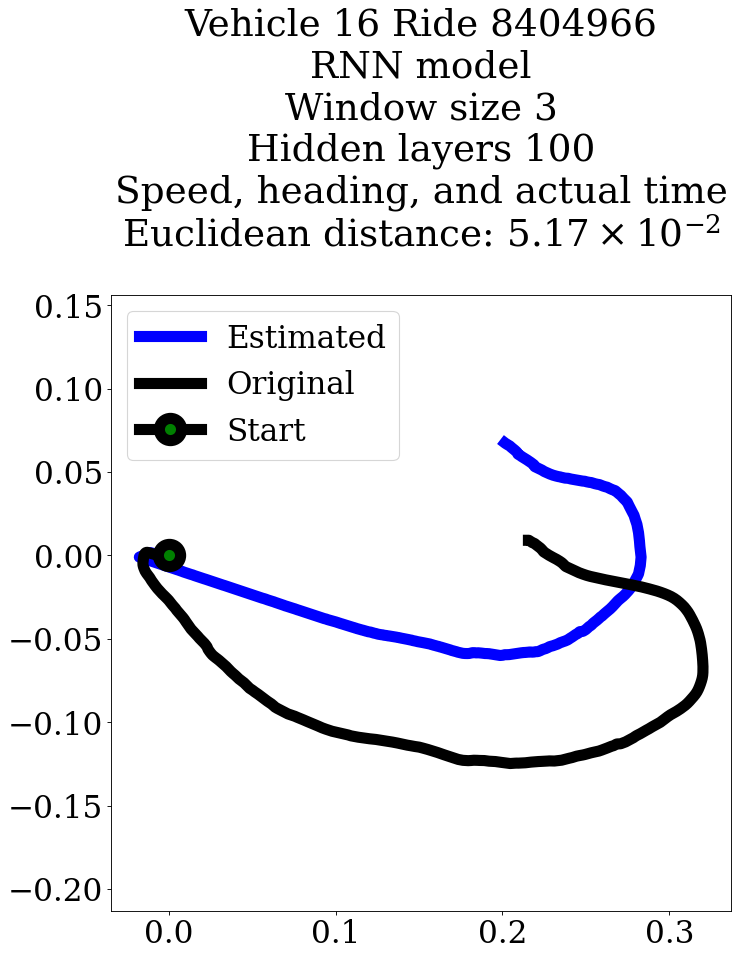 Vehicle 16 Ride 8404966
RNN model
Window size 3
Hidden layers 100
Speed, heading, and actual time
Euclidean distance: 5.17 × 10⁻²
0.15
0.10
0.05
0.00
−0.05
−0.10
−0.15
−0.20
Estimated
Original
Start
0.0 0.1 0.2 0.3